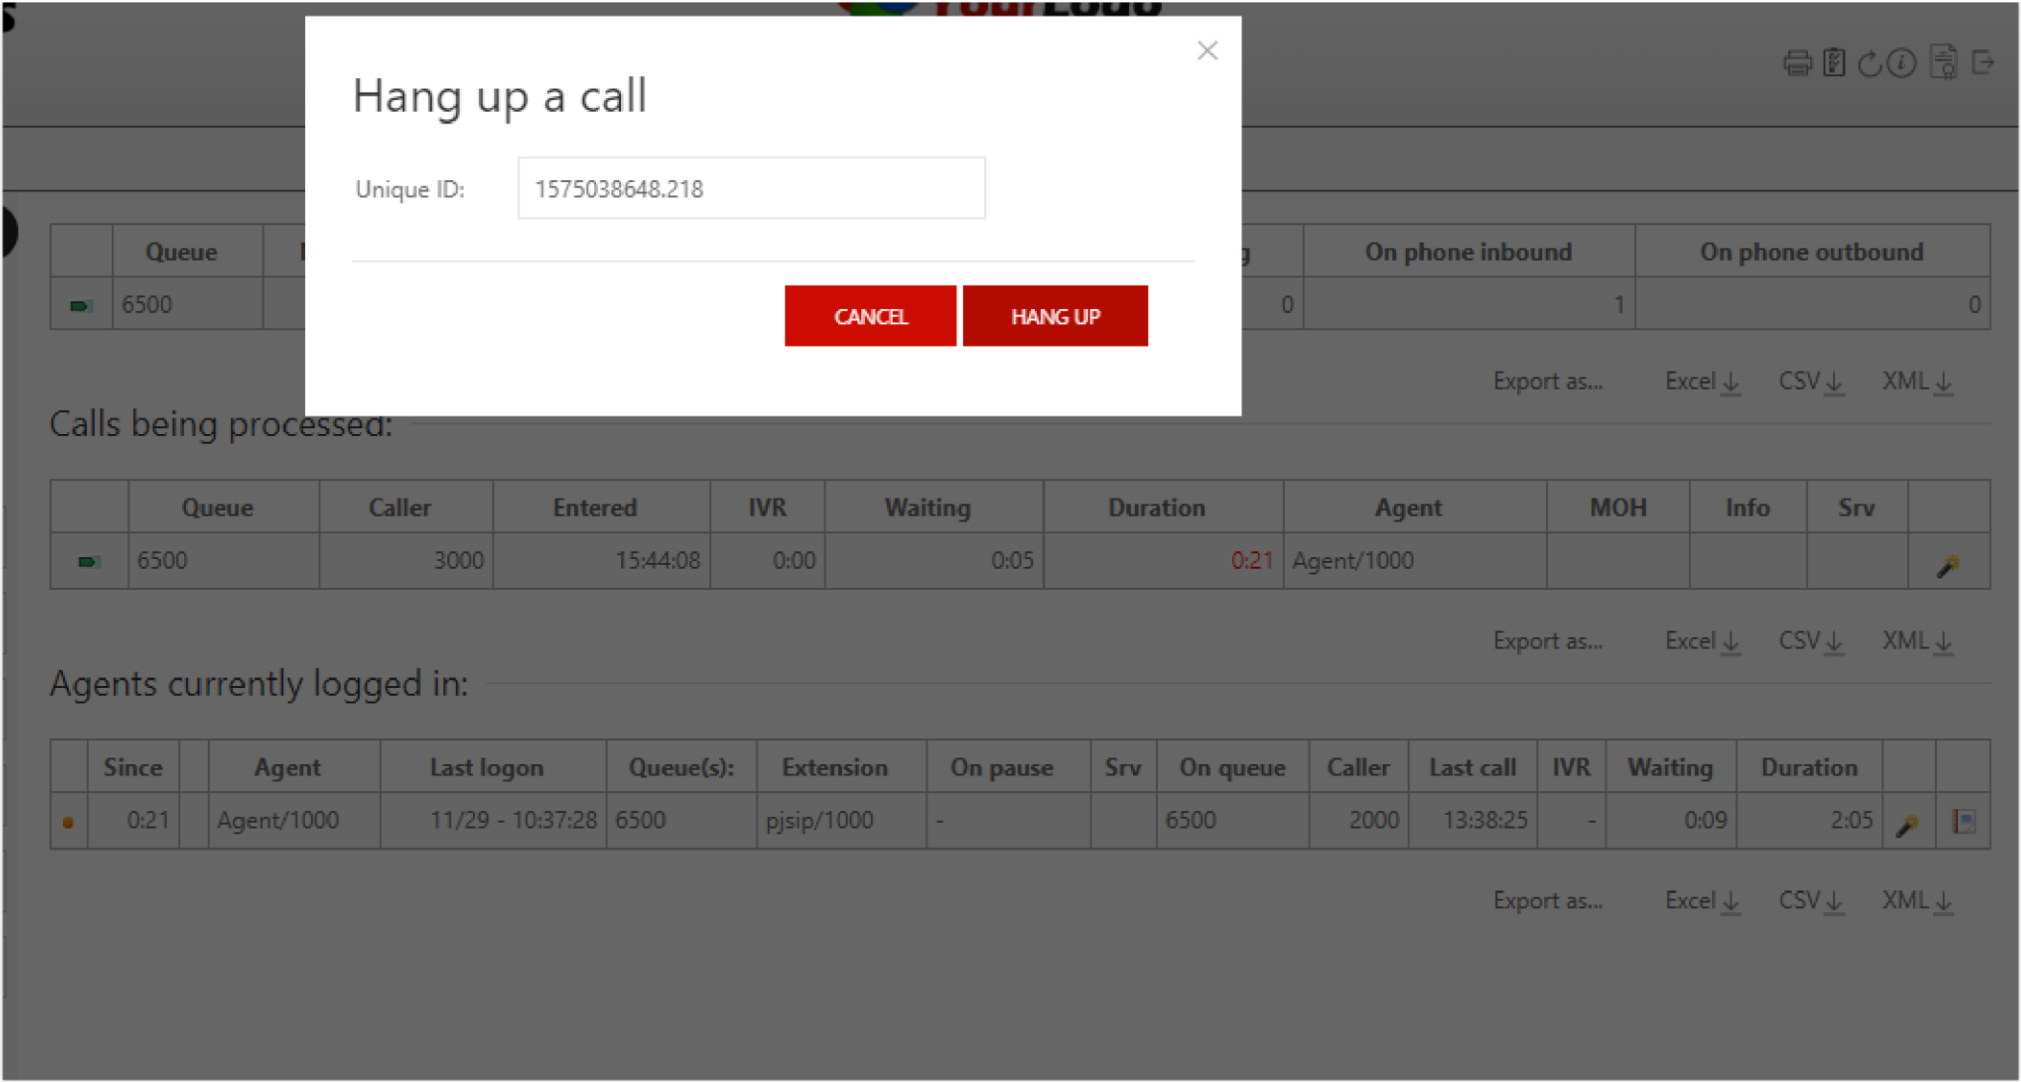 YourLogo
Hang up a call
Unique ID: 1575038648.218
CANCEL HANG UP
Queue On phone inbound On phone outbound
6500 0 1 0
Export as... Excel CSV XML
Calls being processed:
Queue Caller Entered IVR Waiting Duration Agent MOH Info Srv
6500 3000 15:44:08 0:00 0:05 0:21 Agent/1000
Export as... Excel CSV XML
Agents currently logged in:
Since Agent Last logon Queue(s): Extension On pause Srv On queue Caller Last call IVR Waiting Duration
0:21 Agent/1000 11/29 - 10:37:28 6500 pjsip/1000 - 6500 2000 13:38:25 - 0:09 2:05
Export as... Excel CSV XML